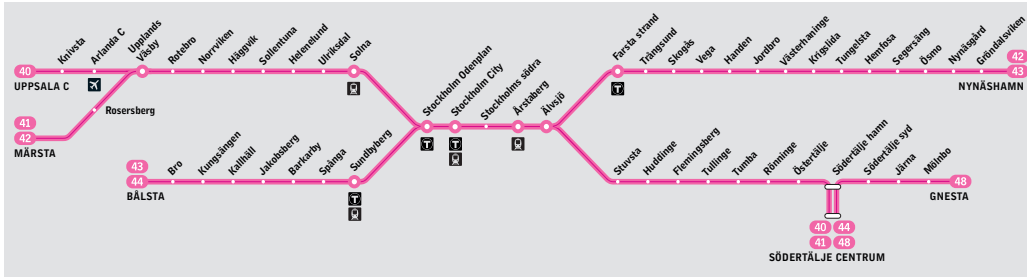 Knivsta
Arlanda C
Upplands
Väsby
Rotebro
Norrviken
Häggvik
Sollentuna
Helenelund
Ulriksdal
Solna
40
UPPSALA C
Rosersberg
41
42
MÄRSTA
43
44
BÅLSTA
Bro
Kungsängen
Kallhäll
Jakobsberg
Barkarby
Spånga
Sundbyberg
T
Stockholm Odenplan
Stockholm City
Stockholms södra
Årstaberg
Älvsjö
T
T
Farsta strand
Trångsund
Skogås
Vega
Handen
Jordbro
Västerhaninge
Krigslida
Tungelsta
Hemfosa
Segersäng
Ösmo
Nynäsgård
Gröndalsviken
T
42
43
NYNÄSHAMN
Stuvsta
Huddinge
Flemingsberg
Tullinge
Tumba
Rönninge
Östertälje
Södertälje hamn
Södertälje syd
Järna
Mölnbo
48
GNESTA
40 44
41 48
SÖDERTÄLJE CENTRUM